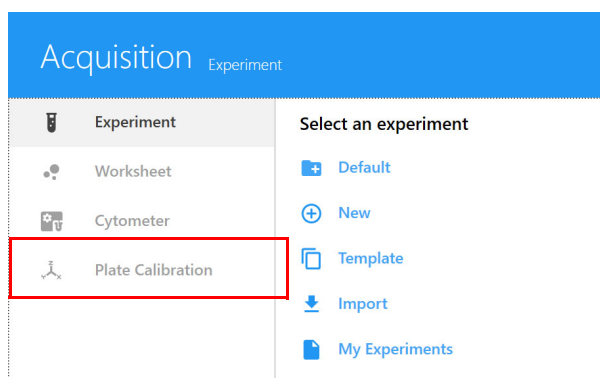 Acquisition Experiment
Experiment
Worksheet
Cytometer
Plate Calibration
Select an experiment
Default
New
Template
Import
My Experiments